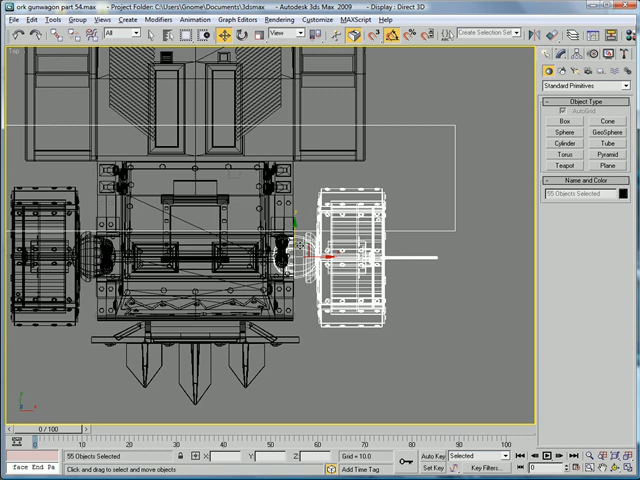 ork gunwagon part 54.max - Project Folder: C:\Users\Gnome\Documents\3dsmax - Autodesk 3ds Max 2009 - Display : Direct 3D
File Edit Tools Group Views Create Modifiers Animation Graph Editors Rendering Customize MAXScript Help
All View Create Selection Se
Top
Standard Primitives
- Object Type
AutoGrid
Box Cone
Sphere GeoSphere
Cylinder Tube
Torus Pyramid
Teapot Plane
- Name and Color
55 Objects Selected
0 / 100
0 10 20 30 40 50 60 70 80 90 100
55 Objects Selected X: Y: Z: Grid = 10.0 Auto Key Selected
face End Pa Click and drag to select and move objects Add Time Tag Set Key Key Filters... 0